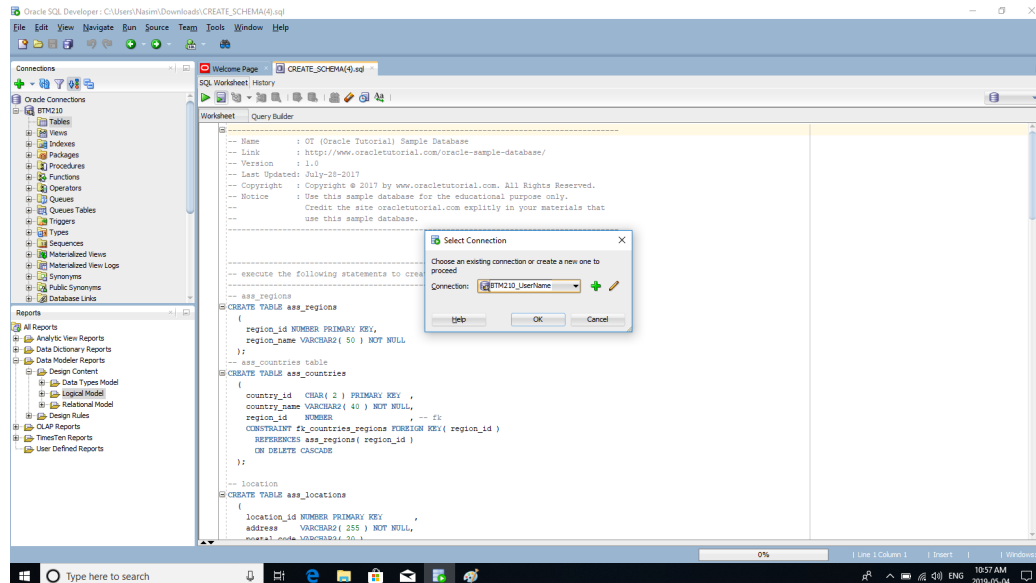 Oracle SQL Developer : C:\Users\Nasim\Downloads\CREATE_SCHEMA(4).sql
File Edit View Navigate Run Source Team Tools Window Help
Connections
Oracle Connections
BTM210
Tables
Views
Indexes
Packages
Procedures
Functions
Operators
Queues
Queues Tables
Triggers
Types
Sequences
Materialized Views
Materialized View Logs
Synonyms
Public Synonyms
Database Links
Reports
All Reports
Analytic View Reports
Data Dictionary Reports
Data Modeler Reports
Design Content
Data Types Model
Logical Model
Relational Model
Design Rules
OLAP Reports
TimesTen Reports
User Defined Reports
Welcome Page CREATE_SCHEMA(4).sql
SQL Worksheet History
Worksheet Query Builder
--------------------------------------------------------------------------------------
-- Name : OT (Oracle Tutorial) Sample Database
-- Link : http://www.oracletutorial.com/oracle-sample-database/
-- Version : 1.0
-- Last Updated: July-28-2017
-- Copyright : Copyright © 2017 by www.oracletutorial.com. All Rights Reserved.
-- Notice : Use this sample database for the educational purpose only.
-- Credit the site oracletutorial.com explitly in your materials that
-- use this sample database.
--------------------------------------------------------------------------------------
-- execute the following statements to crea
-- ass_regions
CREATE TABLE ass_regions
(
region_id NUMBER PRIMARY KEY,
region_name VARCHAR2( 50 ) NOT NULL
);
-- ass_countries table
CREATE TABLE ass_countries
(
country_id CHAR( 2 ) PRIMARY KEY ,
country_name VARCHAR2( 40 ) NOT NULL,
region_id NUMBER , -- fk
CONSTRAINT fk_countries_regions FOREIGN KEY( region_id )
REFERENCES ass_regions( region_id )
ON DELETE CASCADE
);
-- location
CREATE TABLE ass_locations
(
location_id NUMBER PRIMARY KEY ,
address VARCHAR2( 255 ) NOT NULL,
postal_code VARCHAR2( 20 )
Select Connection
Choose an existing connection or create a new one to
proceed
Connection: BTM210_UserName
Help OK Cancel
0% | Line 1 Column 1 | Insert | | Windows:
Type here to search
ENG
10:57 AM
2019-05-04